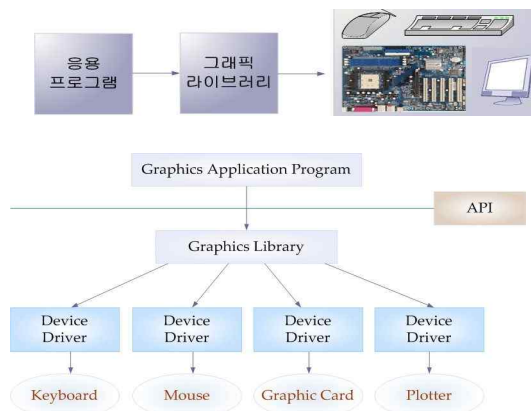 응용
프로그램
그래픽
라이브러리
Graphics Application Program
API
Graphics Library
Device
Driver
Device
Driver
Device
Driver
Device
Driver
Keyboard
Mouse
Graphic Card
Plotter